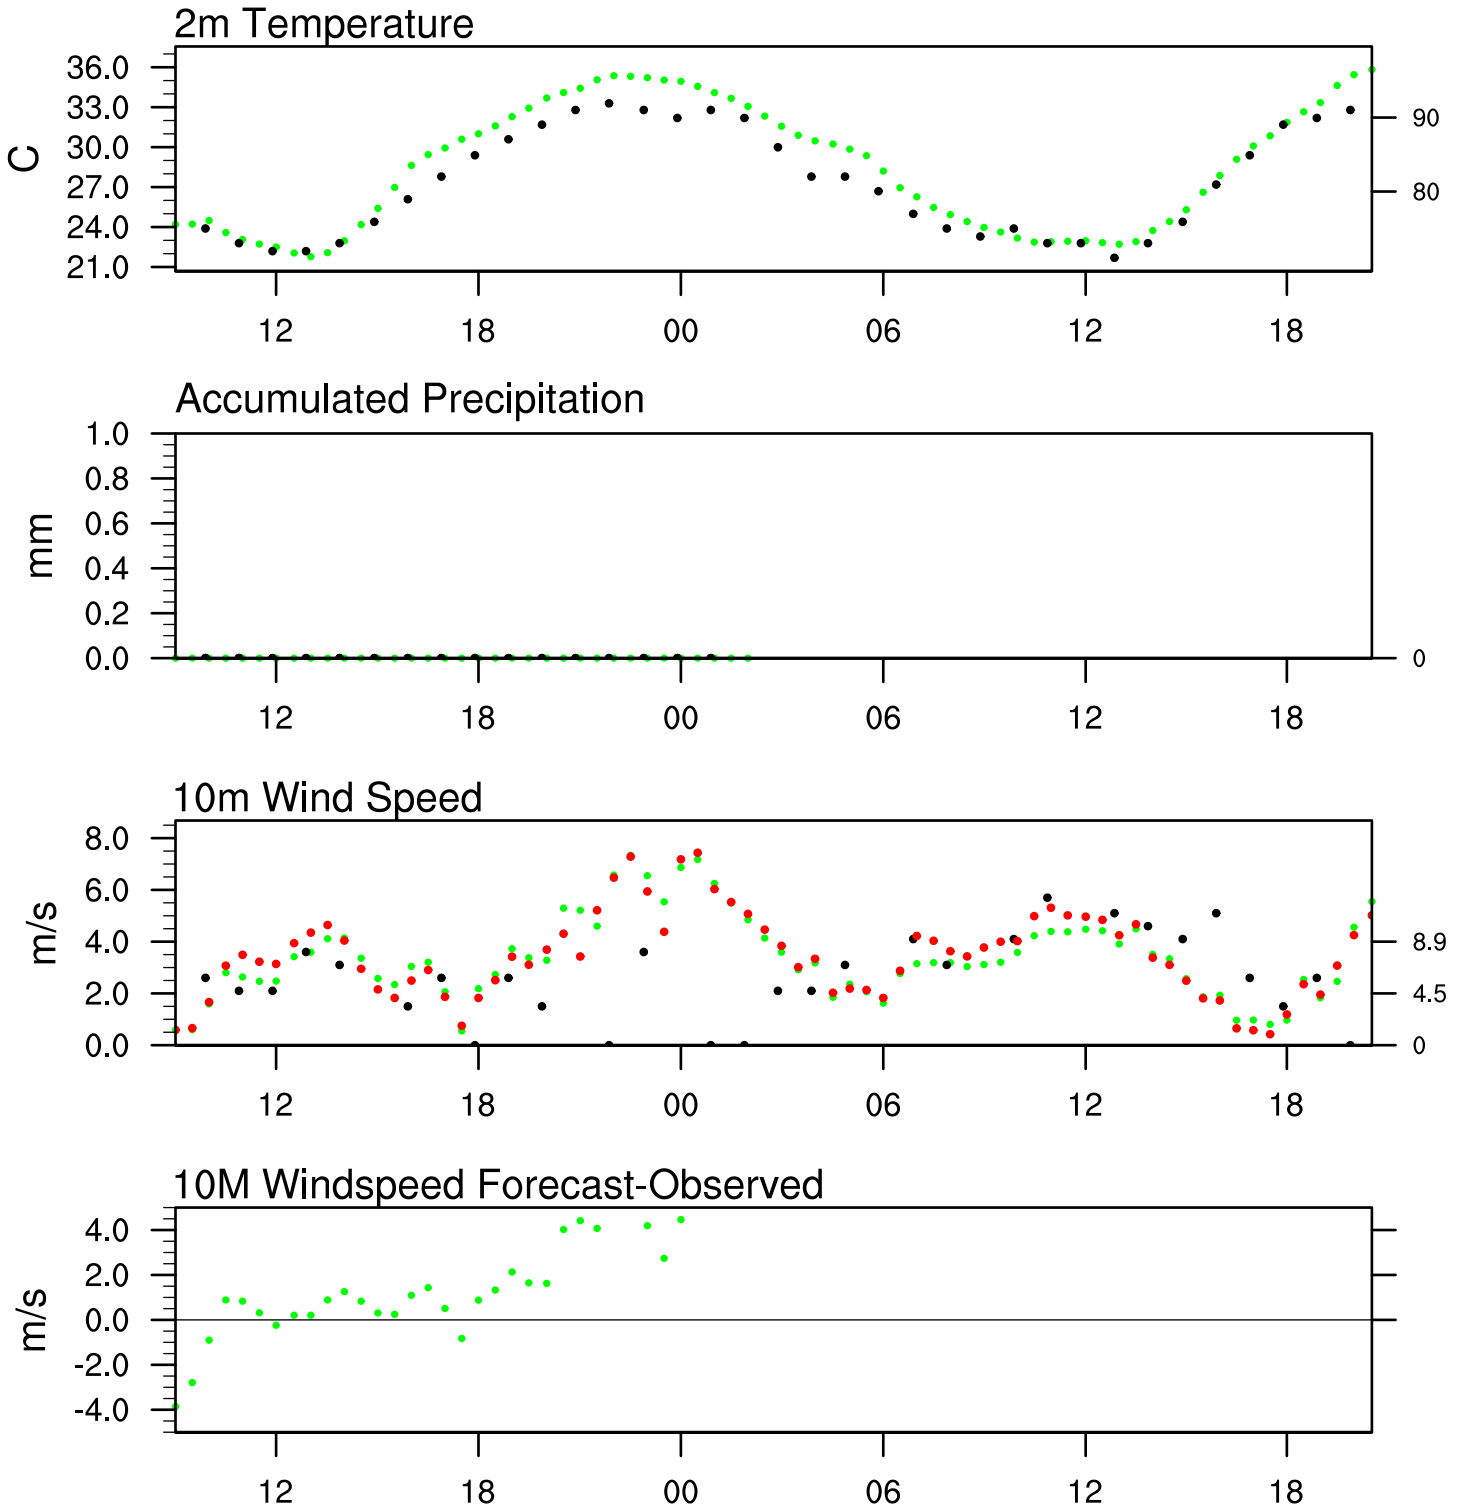 2m Temperature
36.0
33.0
30.0
27.0
24.0
21.0
C
90
80
12 18 00 06 12 18
Accumulated Precipitation
1.0
0.8
0.6
0.4
0.2
0.0
mm
0
12 18 00 06 12 18
10m Wind Speed
8.0
6.0
4.0
2.0
0.0
m/s
8.9
4.5
0
12 18 00 06 12 18
10M Windspeed Forecast-Observed
4.0
2.0
0.0
-2.0
-4.0
m/s
12 18 00 06 12 18